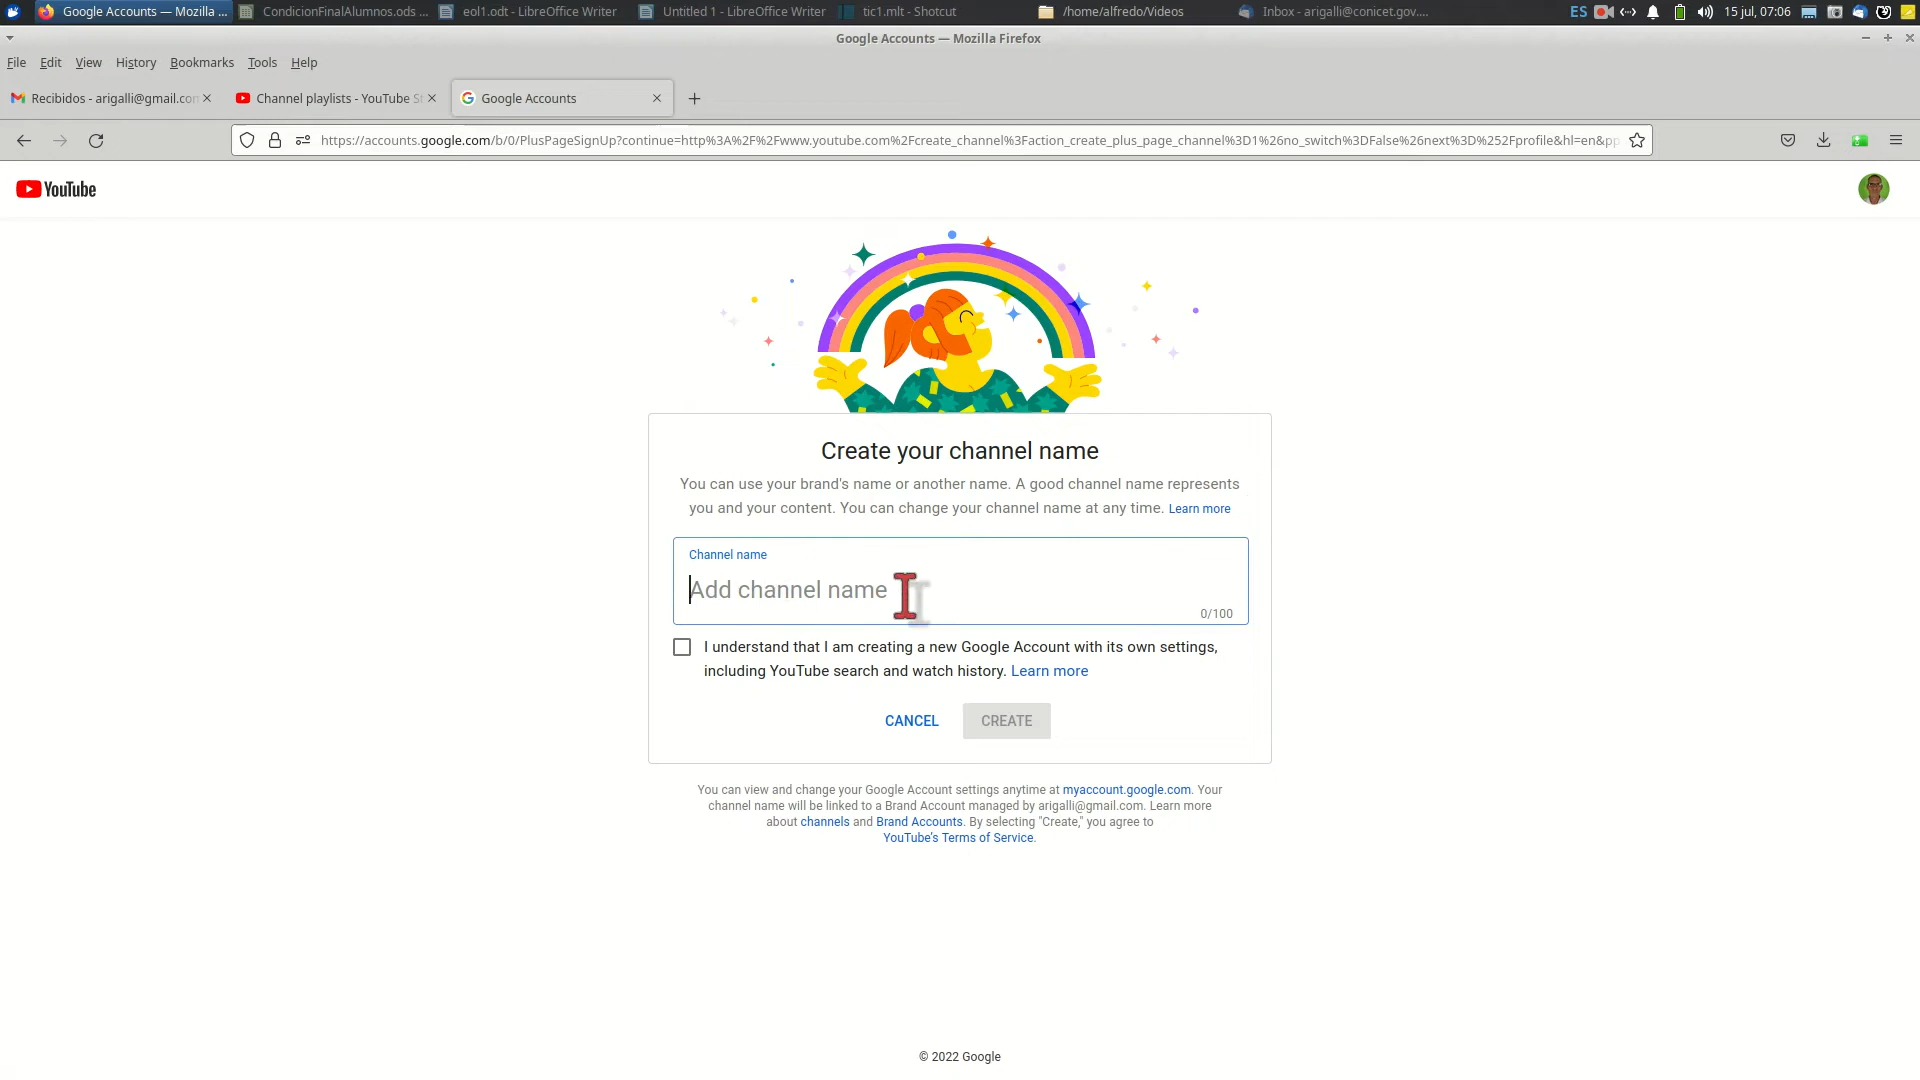 Google Accounts — Mozilla ...
CondicionFinalAlumnos.ods ...
eol1.odt - LibreOffice Writer
Untitled 1 - LibreOffice Writer
tic1.mlt - Shotcut
/home/alfredo/Videos
Inbox - arigalli@conicet.gov....
ES
15 jul, 07:06
Google Accounts — Mozilla Firefox
File Edit View History Bookmarks Tools Help
Recibidos - arigalli@gmail.con
Channel playlists - YouTube St
Google Accounts
https://accounts.google.com/b/0/PlusPageSignUp?continue=http%3A%2F%2Fwww.youtube.com%2Fcreate_channel%3Faction_create_plus_page_channel%3D1%26no_switch%3DFalse%26next%3D%252Fprofile&hl=en&pp
YouTube
Create your channel name
You can use your brand's name or another name. A good channel name represents
you and your content. You can change your channel name at any time. Learn more
Channel name
Add channel name
0/100
I understand that I am creating a new Google Account with its own settings,
including YouTube search and watch history. Learn more
CANCEL CREATE
You can view and change your Google Account settings anytime at myaccount.google.com. Your
channel name will be linked to a Brand Account managed by arigalli@gmail.com. Learn more
about channels and Brand Accounts. By selecting "Create," you agree to
YouTube's Terms of Service.
© 2022 Google